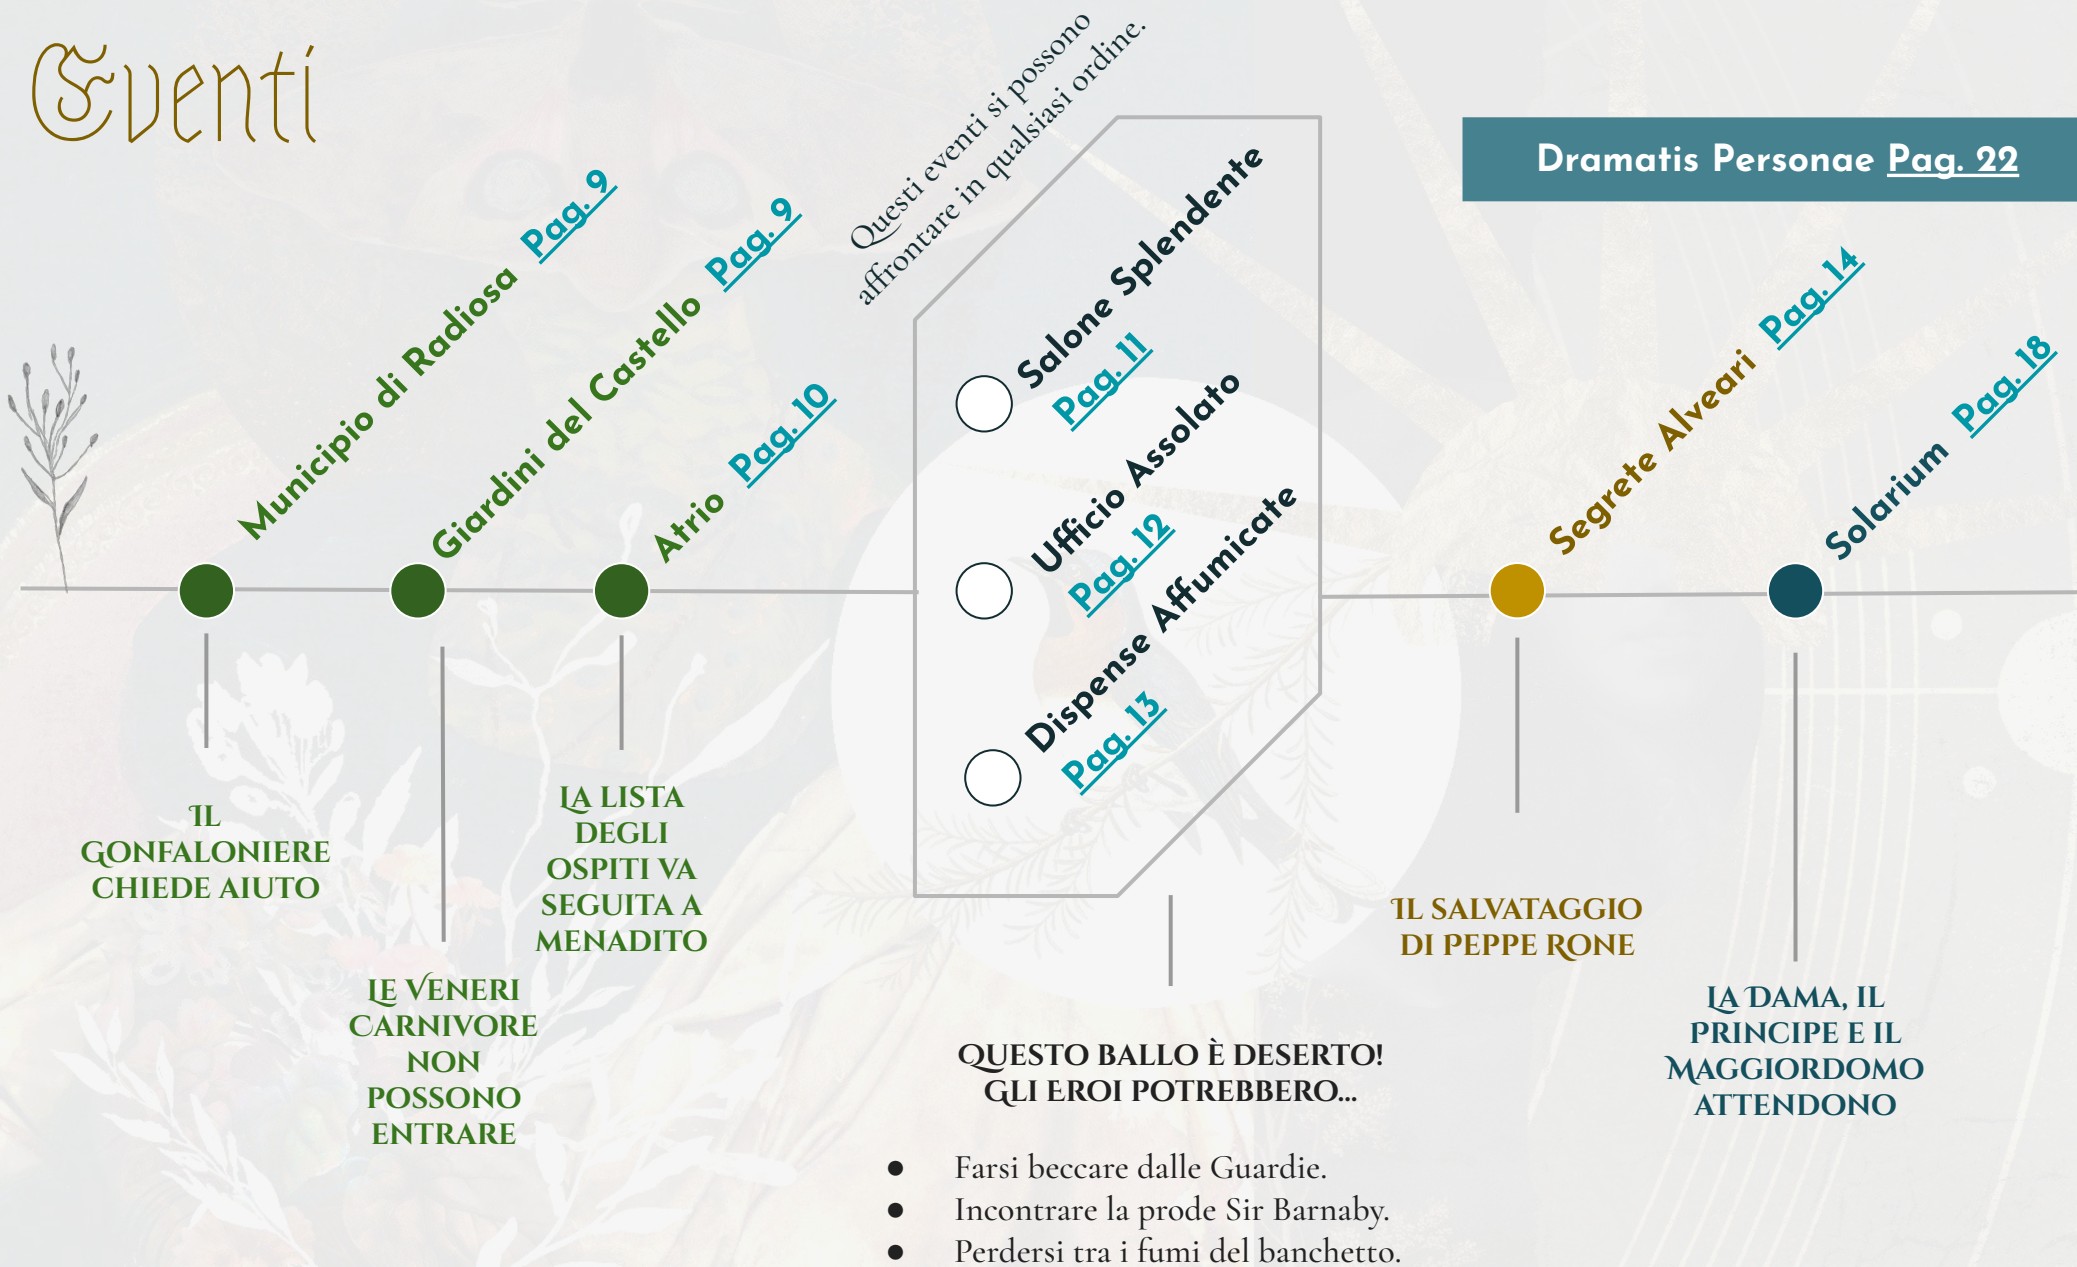 Eventi
Questi eventi si possono
affrontare in qualsiasi ordine.
Dramatis Personae Pag. 22
Municipio di Radiosa Pag. 9
Giardini del Castello Pag. 9
Atrio Pag. 10
Salone Splendente
Pag. 11
Ufficio Assolato
Pag. 12
Dispense Affumicate
Pag. 13
Segrete Alveari Pag. 14
Solarium Pag. 18
Il
Gonfaloniere
chiede aiuto
Le Veneri
Carnivore
non
possono
entrare
La lista
degli
ospiti va
seguita a
menadito
Questo ballo è deserto!
Gli Eroi potrebbero...
● Farsi beccare dalle Guardie.
● Incontrare la prode Sir Barnaby.
● Perdersi tra i fumi del banchetto.
Il salvataggio
di Peppe Rone
La Dama, il
Principe e il
Maggiordomo
attendono